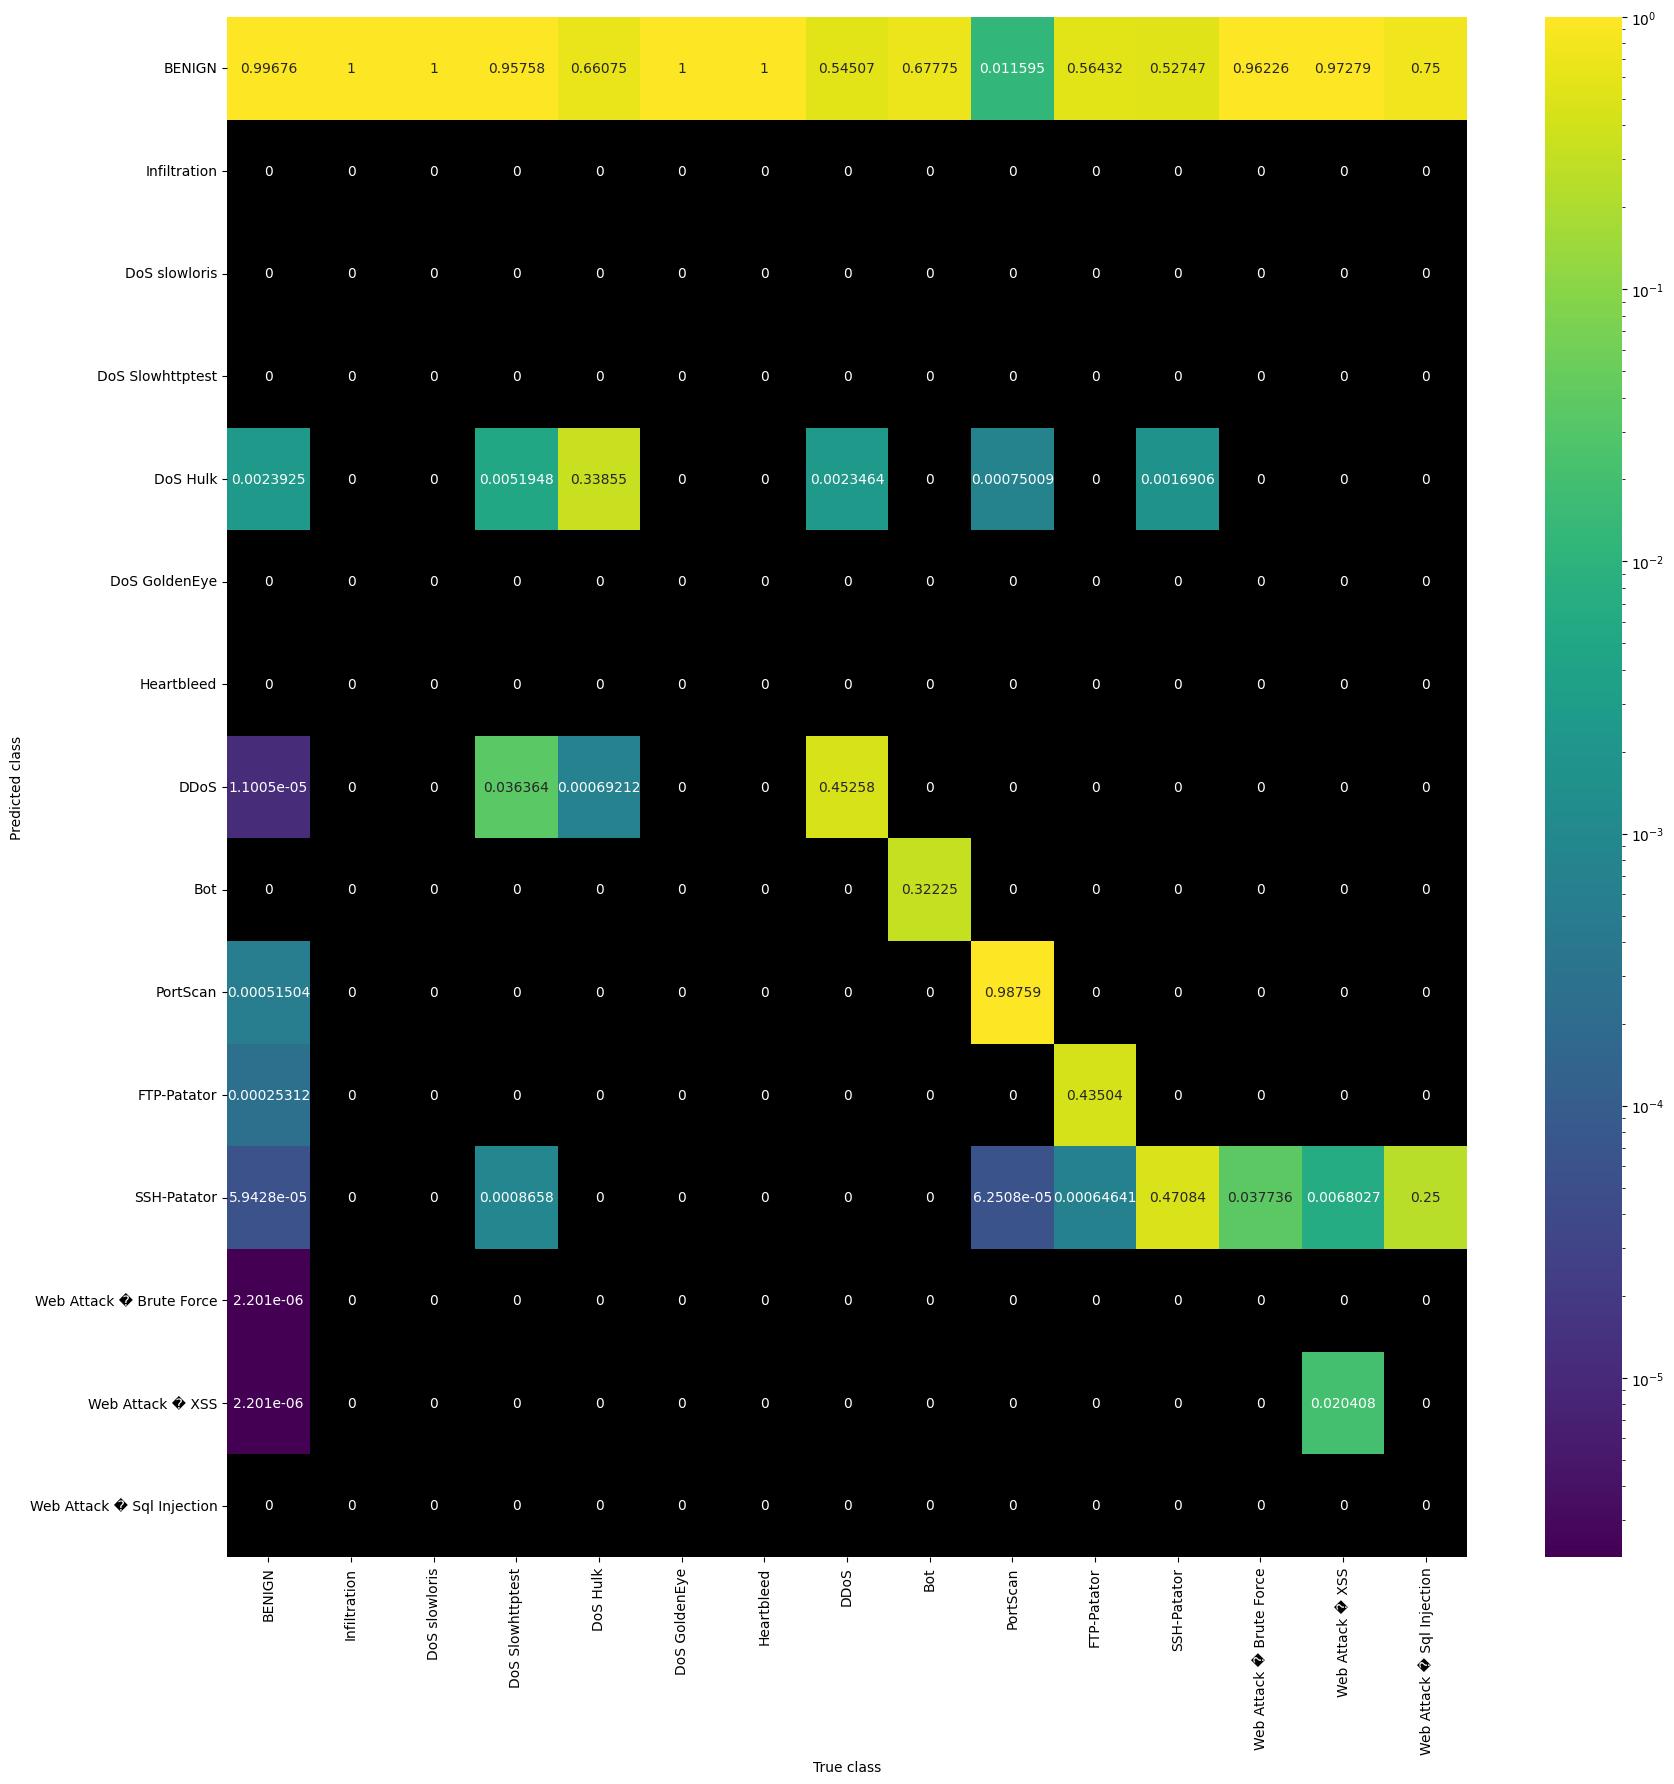 BENIGN 0.99676 1 1 0.95758 0.66075 1 1 0.54507 0.67775 0.011595 0.56432 0.52747 0.96226 0.97279 0.75
Infiltration 0 0 0 0 0 0 0 0 0 0 0 0 0 0 0
DoS slowloris 0 0 0 0 0 0 0 0 0 0 0 0 0 0 0
DoS Slowhttptest 0 0 0 0 0 0 0 0 0 0 0 0 0 0 0
DoS Hulk 0.0023925 0 0 0.0051948 0.33855 0 0 0.0023464 0 0.00075009 0 0.0016906 0 0 0
DoS GoldenEye 0 0 0 0 0 0 0 0 0 0 0 0 0 0 0
Heartbleed 0 0 0 0 0 0 0 0 0 0 0 0 0 0 0
DDoS 1.1005e-05 0 0 0.036364 0.00069212 0 0 0.45258 0 0 0 0 0 0 0
Bot 0 0 0 0 0 0 0 0 0.32225 0 0 0 0 0 0
PortScan 0.00051504 0 0 0 0 0 0 0 0 0.98759 0 0 0 0 0
FTP-Patator 0.00025312 0 0 0 0 0 0 0 0 0 0.43504 0 0 0 0
SSH-Patator 5.9428e-05 0 0 0.0008658 0 0 0 0 0 6.2508e-05 0.00064641 0.47084 0.037736 0.0068027 0.25
Web Attack � Brute Force 2.201e-06 0 0 0 0 0 0 0 0 0 0 0 0 0 0
Web Attack � XSS 2.201e-06 0 0 0 0 0 0 0 0 0 0 0 0 0.020408 0
Web Attack � Sql Injection 0 0 0 0 0 0 0 0 0 0 0 0 0 0 0
Predicted class
BENIGN
Infiltration
DoS slowloris
DoS Slowhttptest
DoS Hulk
DoS GoldenEye
Heartbleed
DDoS
Bot
PortScan
FTP-Patator
SSH-Patator
Web Attack � Brute Force
Web Attack � XSS
Web Attack � Sql Injection
True class
10⁰
10⁻¹
10⁻²
10⁻³
10⁻⁴
10⁻⁵